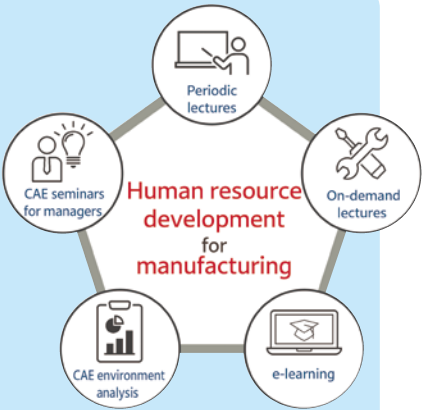 Periodic
lectures
CAE seminars
for managers
Human resource
development
for
manufacturing
On-demand
lectures
CAE environment
analysis
e-learning